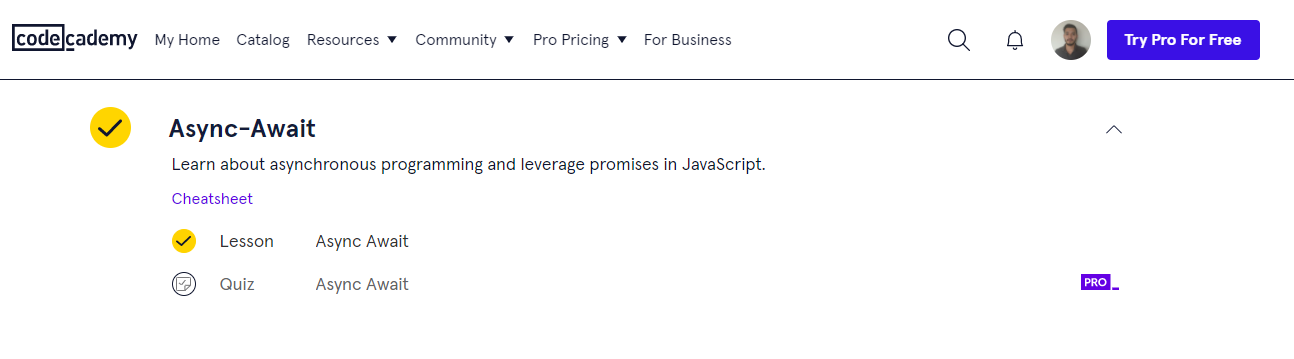 codecademy My Home Catalog Resources Community Pro Pricing For Business Try Pro For Free
Async-Await
Learn about asynchronous programming and leverage promises in JavaScript.
Cheatsheet
Lesson Async Await
Quiz Async Await PRO